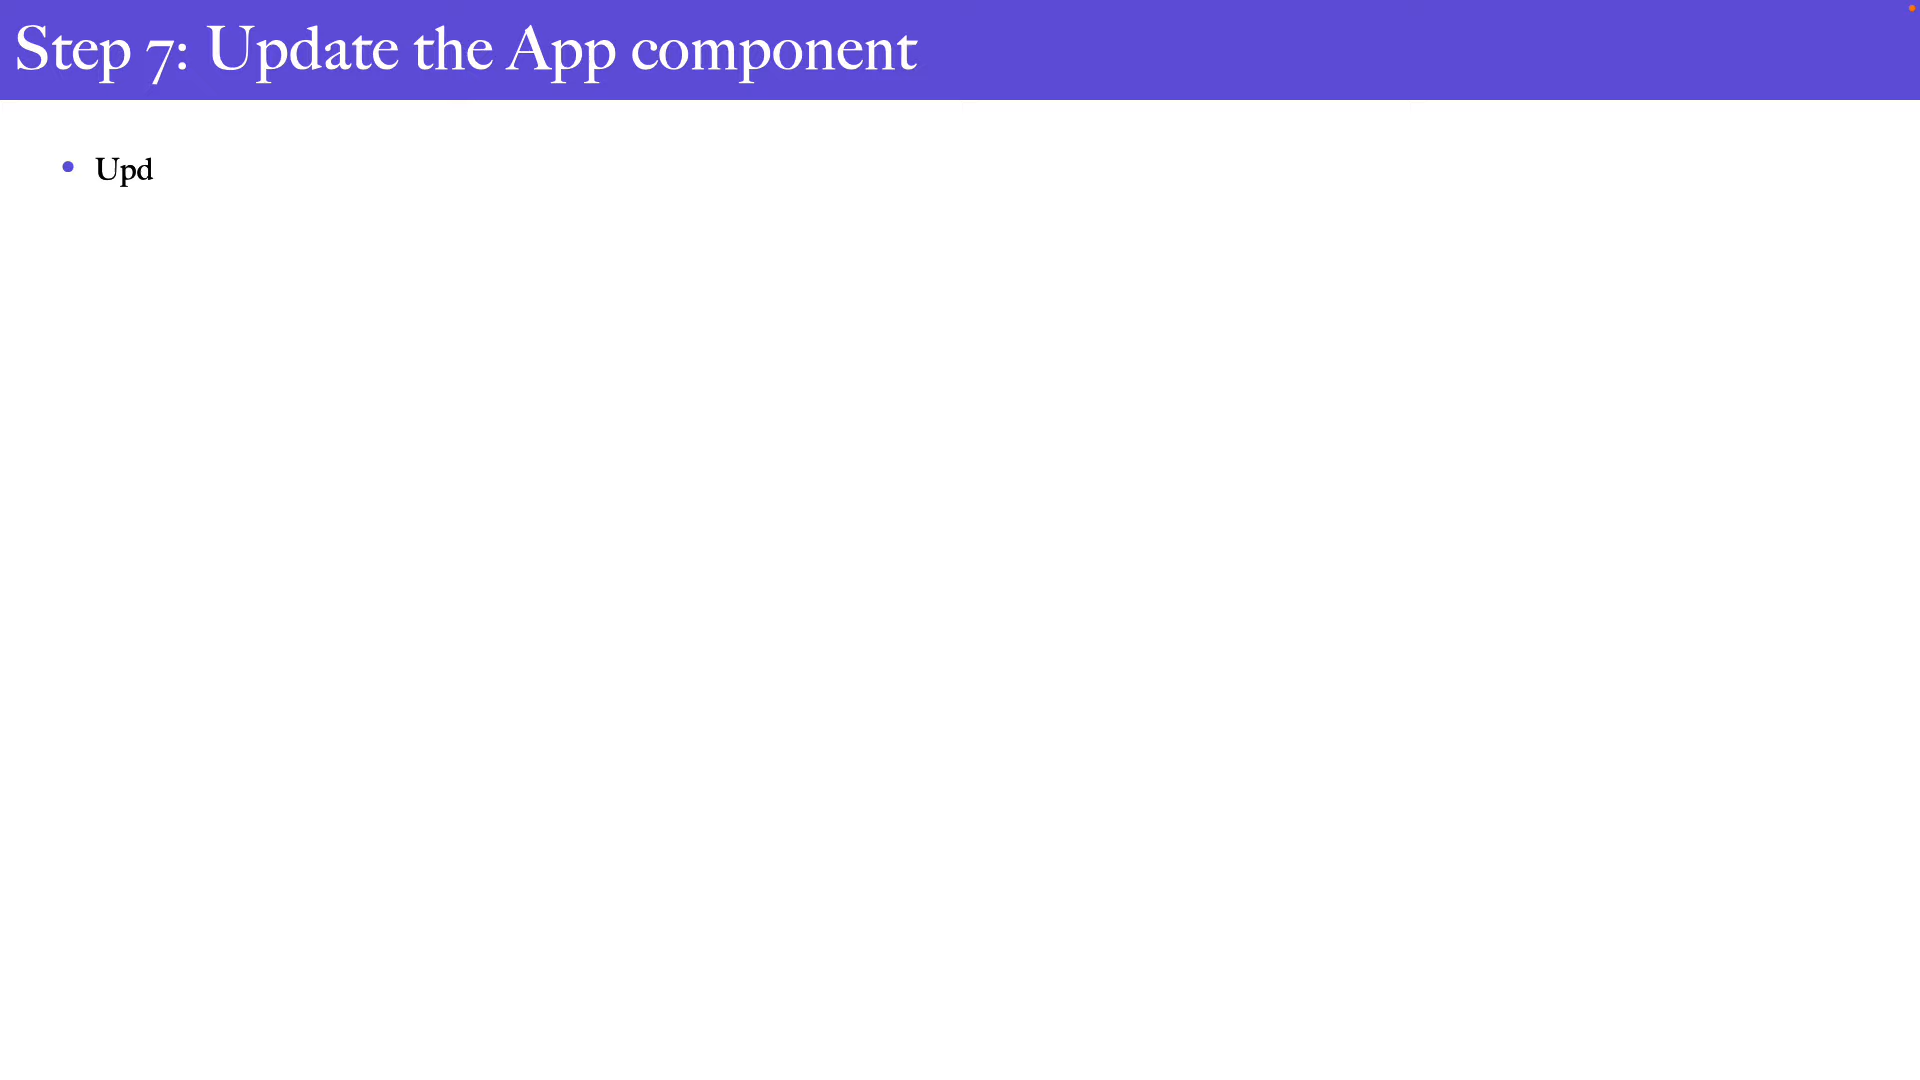 Step 7: Update the App component
• Upd